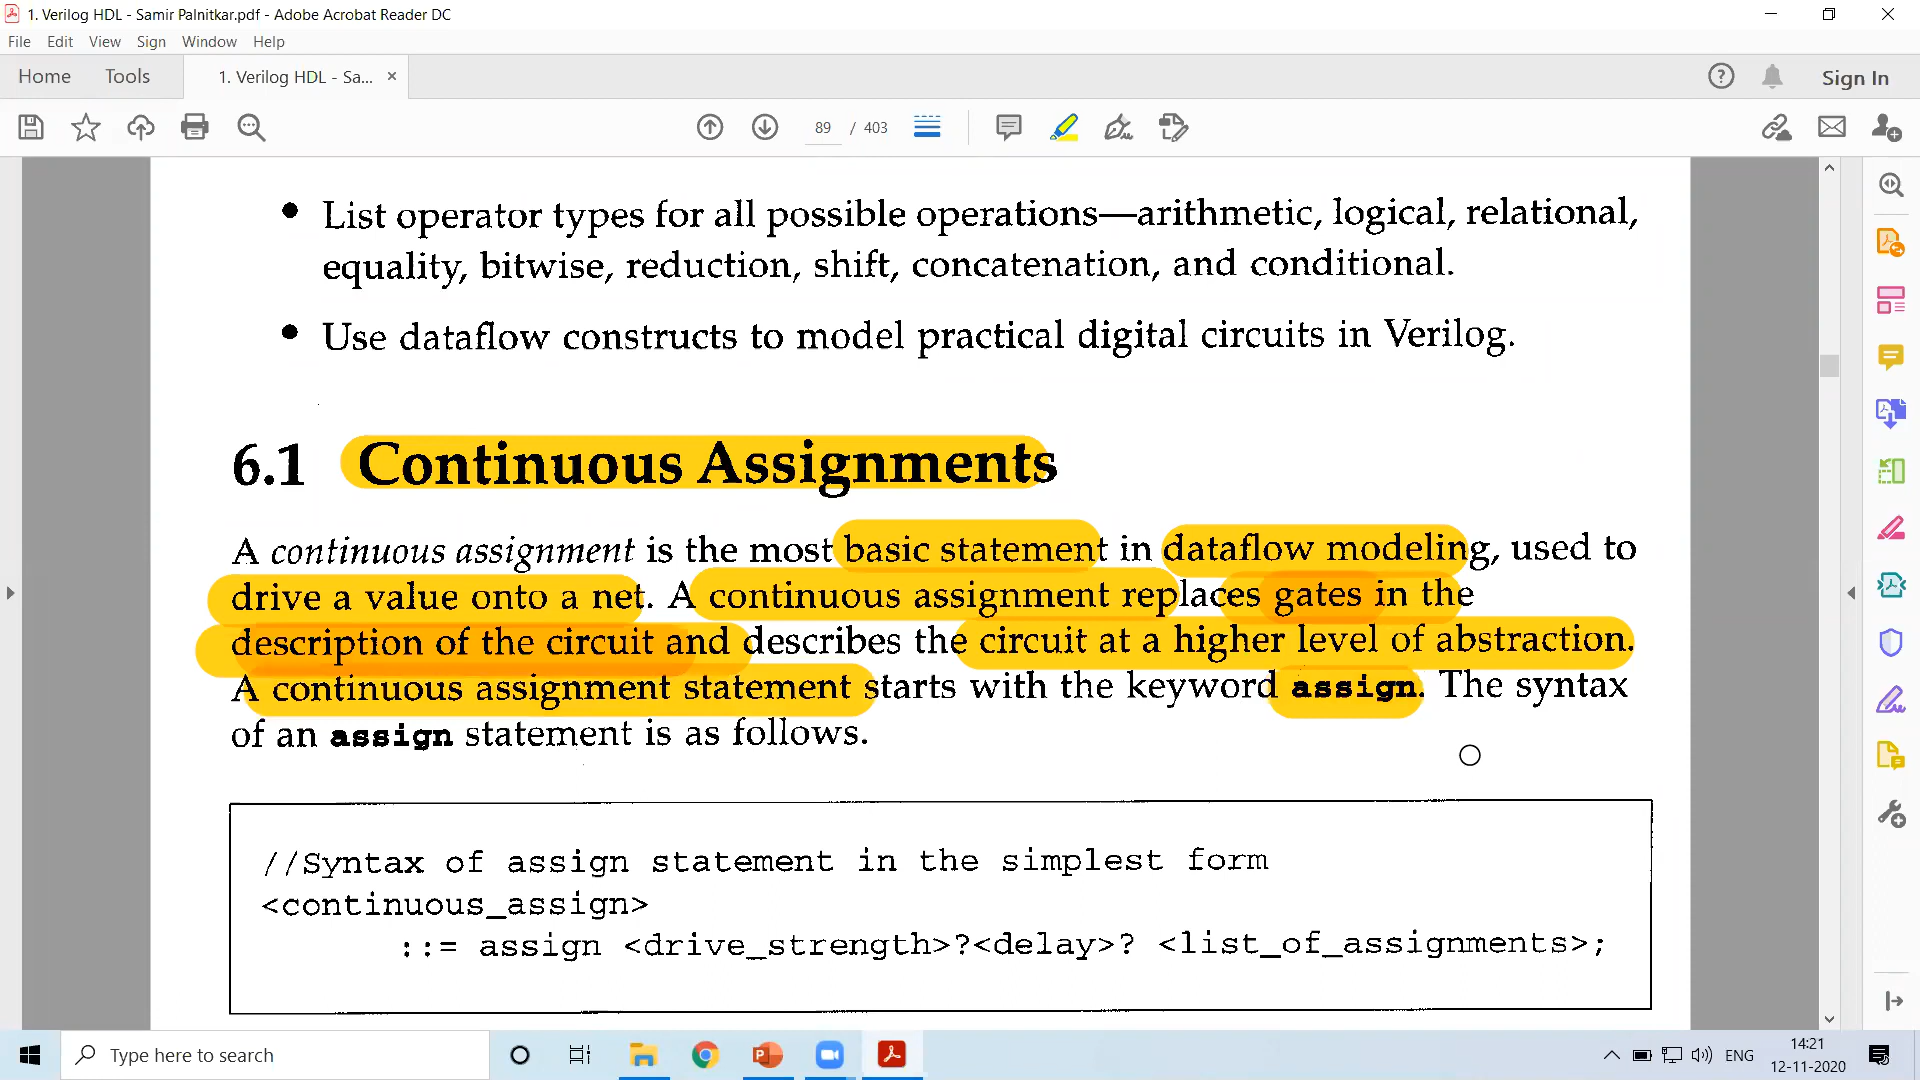 1. Verilog HDL - Samir Palnitkar.pdf - Adobe Acrobat Reader DC
File Edit View Sign Window Help
Home Tools 1. Verilog HDL - Sa... × Sign In
89 / 403
• List operator types for all possible operations—arithmetic, logical, relational,
equality, bitwise, reduction, shift, concatenation, and conditional.
• Use dataflow constructs to model practical digital circuits in Verilog.
6.1 Continuous Assignments
A continuous assignment is the most basic statement in dataflow modeling, used to
drive a value onto a net. A continuous assignment replaces gates in the
description of the circuit and describes the circuit at a higher level of abstraction.
A continuous assignment statement starts with the keyword assign. The syntax
of an assign statement is as follows.
//Syntax of assign statement in the simplest form
<continuous_assign>
::= assign <drive_strength>?<delay>? <list_of_assignments>;
Type here to search
ENG
14:21
12-11-2020